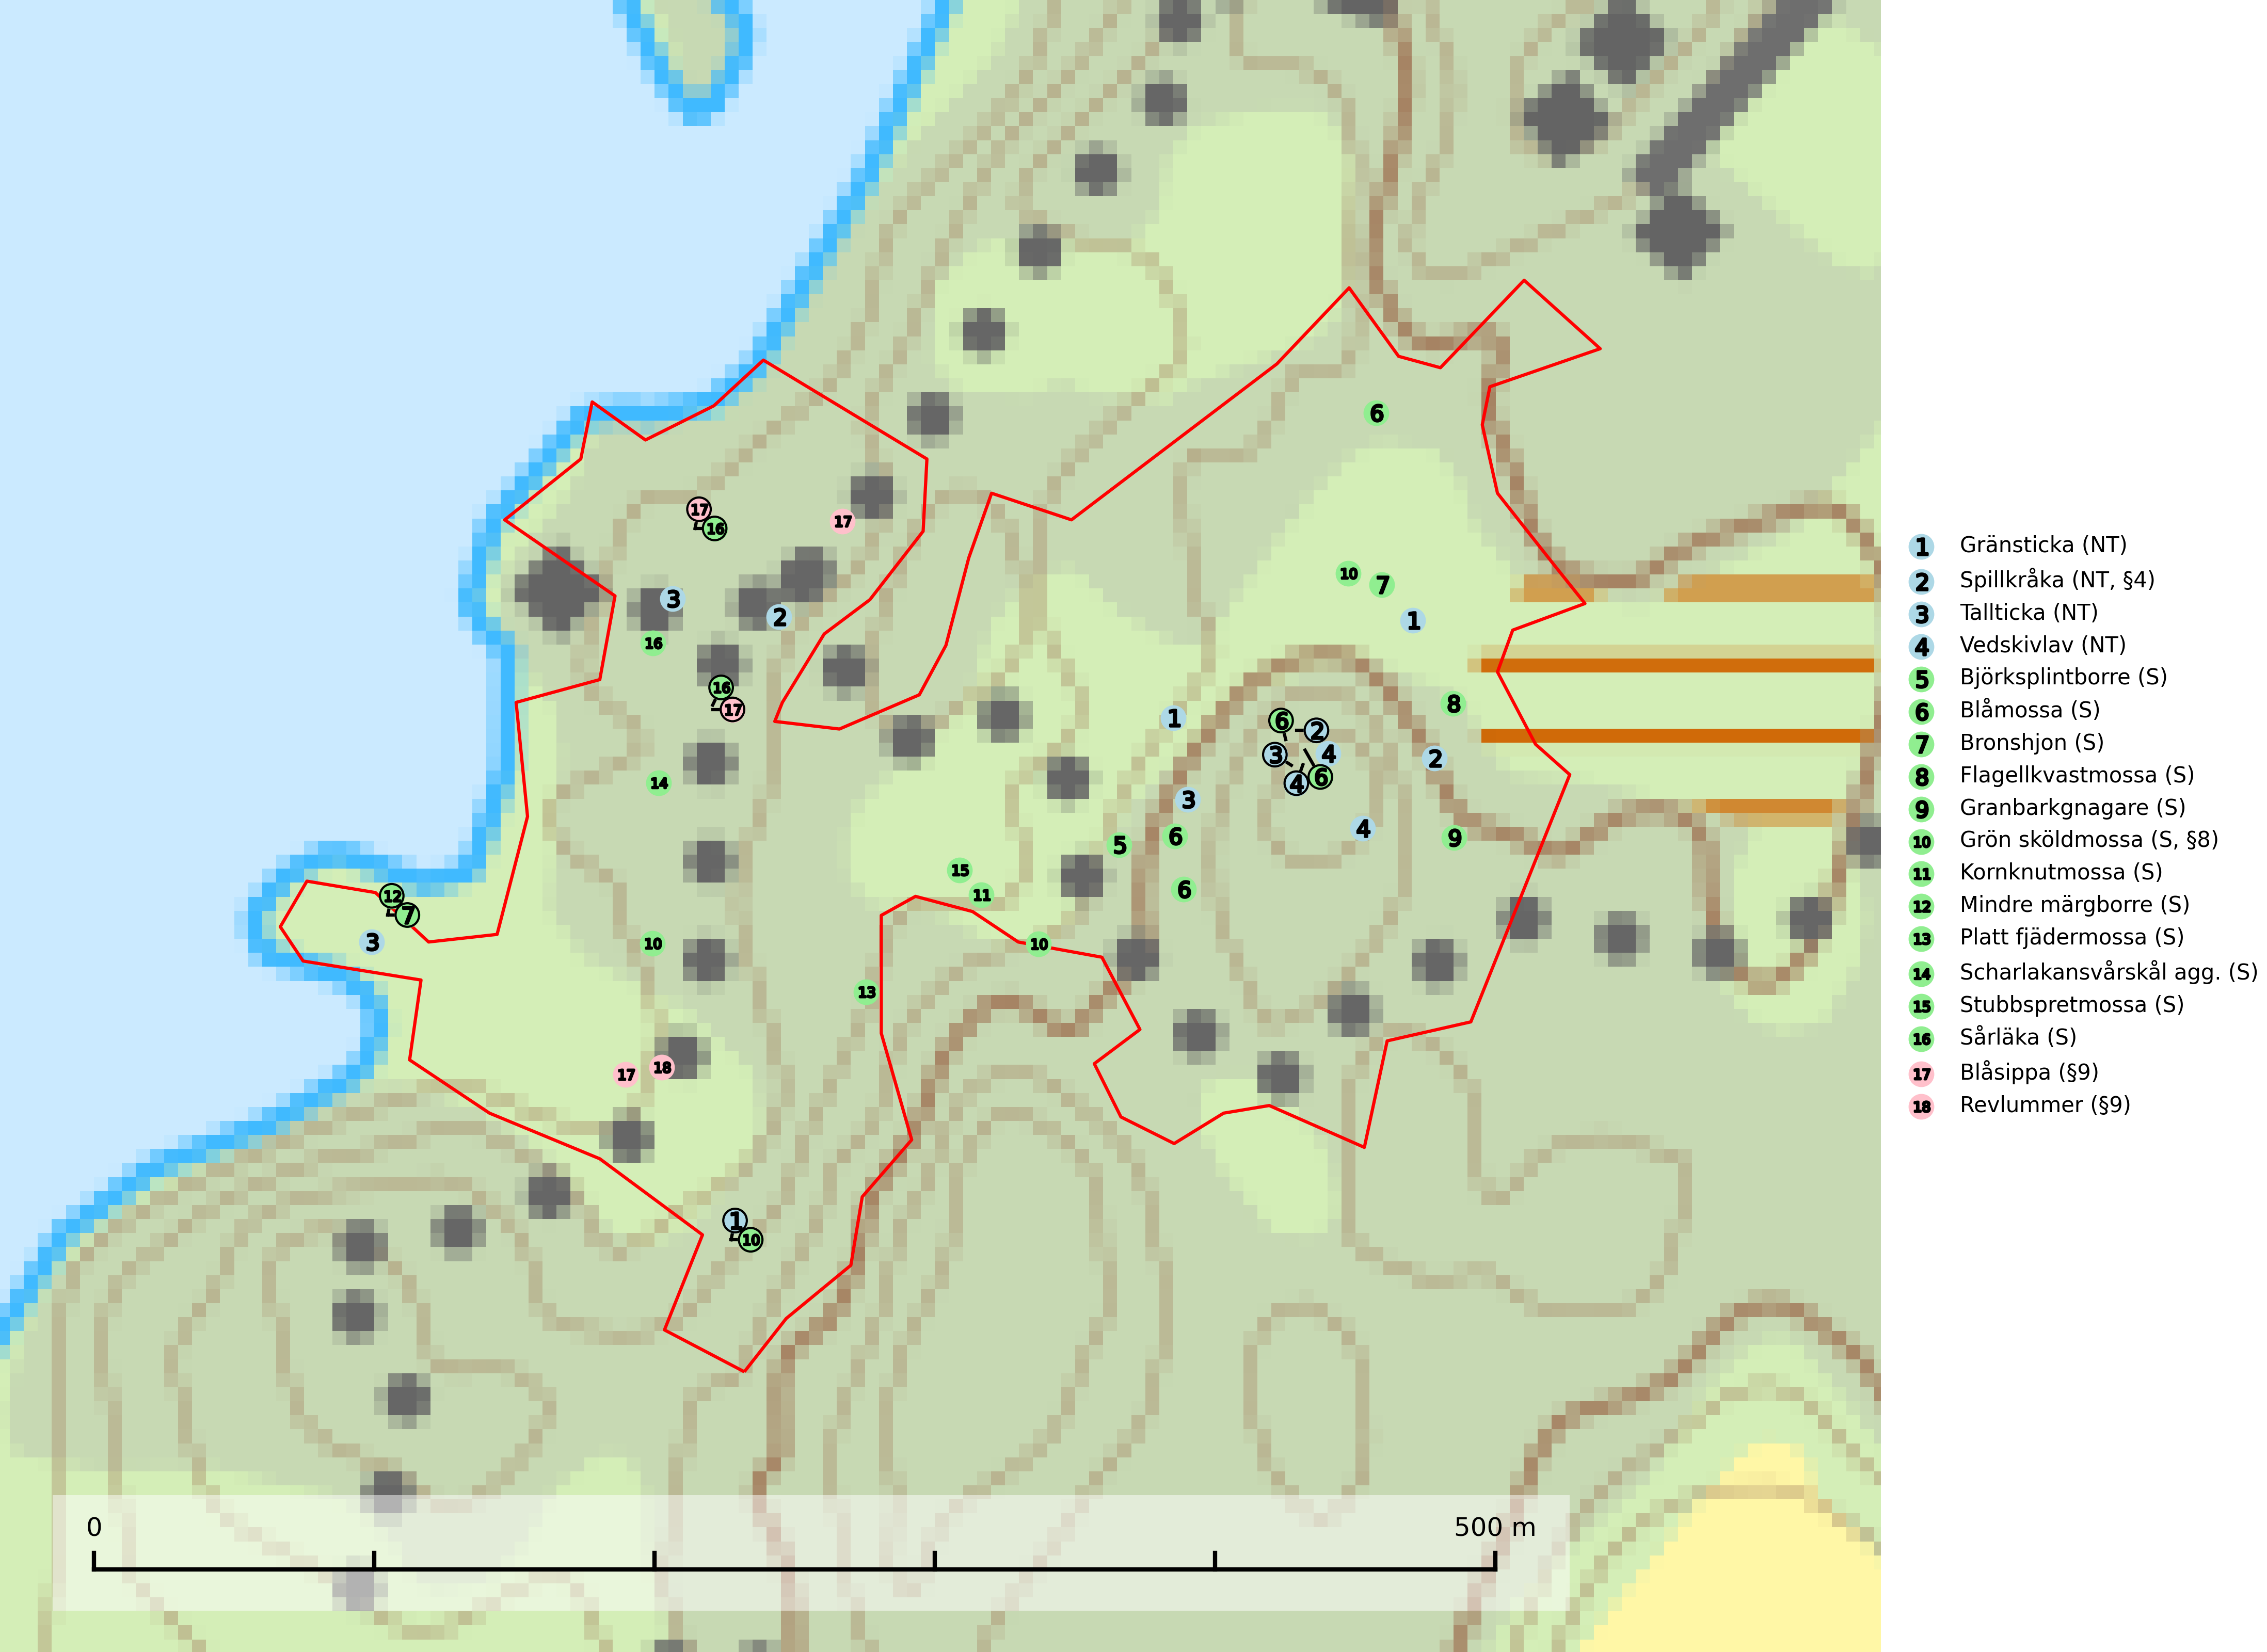 6
17
16
17
10
7
3
2
1
16
16
17
8
1
6
2
3
4
2
14
4
6
3
4
6
5
9
15
12
11
7
6
3
10
10
13
17
18
1
10
0
500 m
1 Gränsticka (NT)
2 Spillkråka (NT, §4)
3 Tallticka (NT)
4 Vedskivlav (NT)
5 Björksplintborre (S)
6 Blåmossa (S)
7 Bronshjon (S)
8 Flagellkvastmossa (S)
9 Granbarkgnagare (S)
10 Grön sköldmossa (S, §8)
11 Kornknutmossa (S)
12 Mindre märgborre (S)
13 Platt fjädermossa (S)
14 Scharlakansvårskål agg. (S)
15 Stubbspretmossa (S)
16 Sårläka (S)
17 Blåsippa (§9)
18 Revlummer (§9)